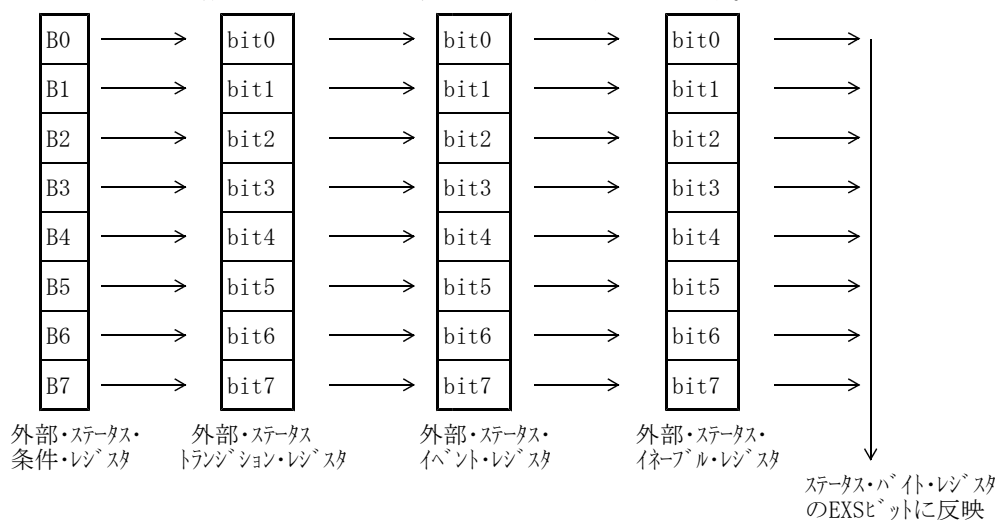 B0 bit0 bit0 bit0
B1 bit1 bit1 bit1
B2 bit2 bit2 bit2
B3 bit3 bit3 bit3
B4 bit4 bit4 bit4
B5 bit5 bit5 bit5
B6 bit6 bit6 bit6
B7 bit7 bit7 bit7
外部・ステータス・
条件・レジスタ
外部・ステータス
トランジション・レジスタ
外部・ステータス・
イベント・レジスタ
外部・ステータス・
イネーブル・レジスタ
ステータス・バイト・レジスタ
のEXSビットに反映